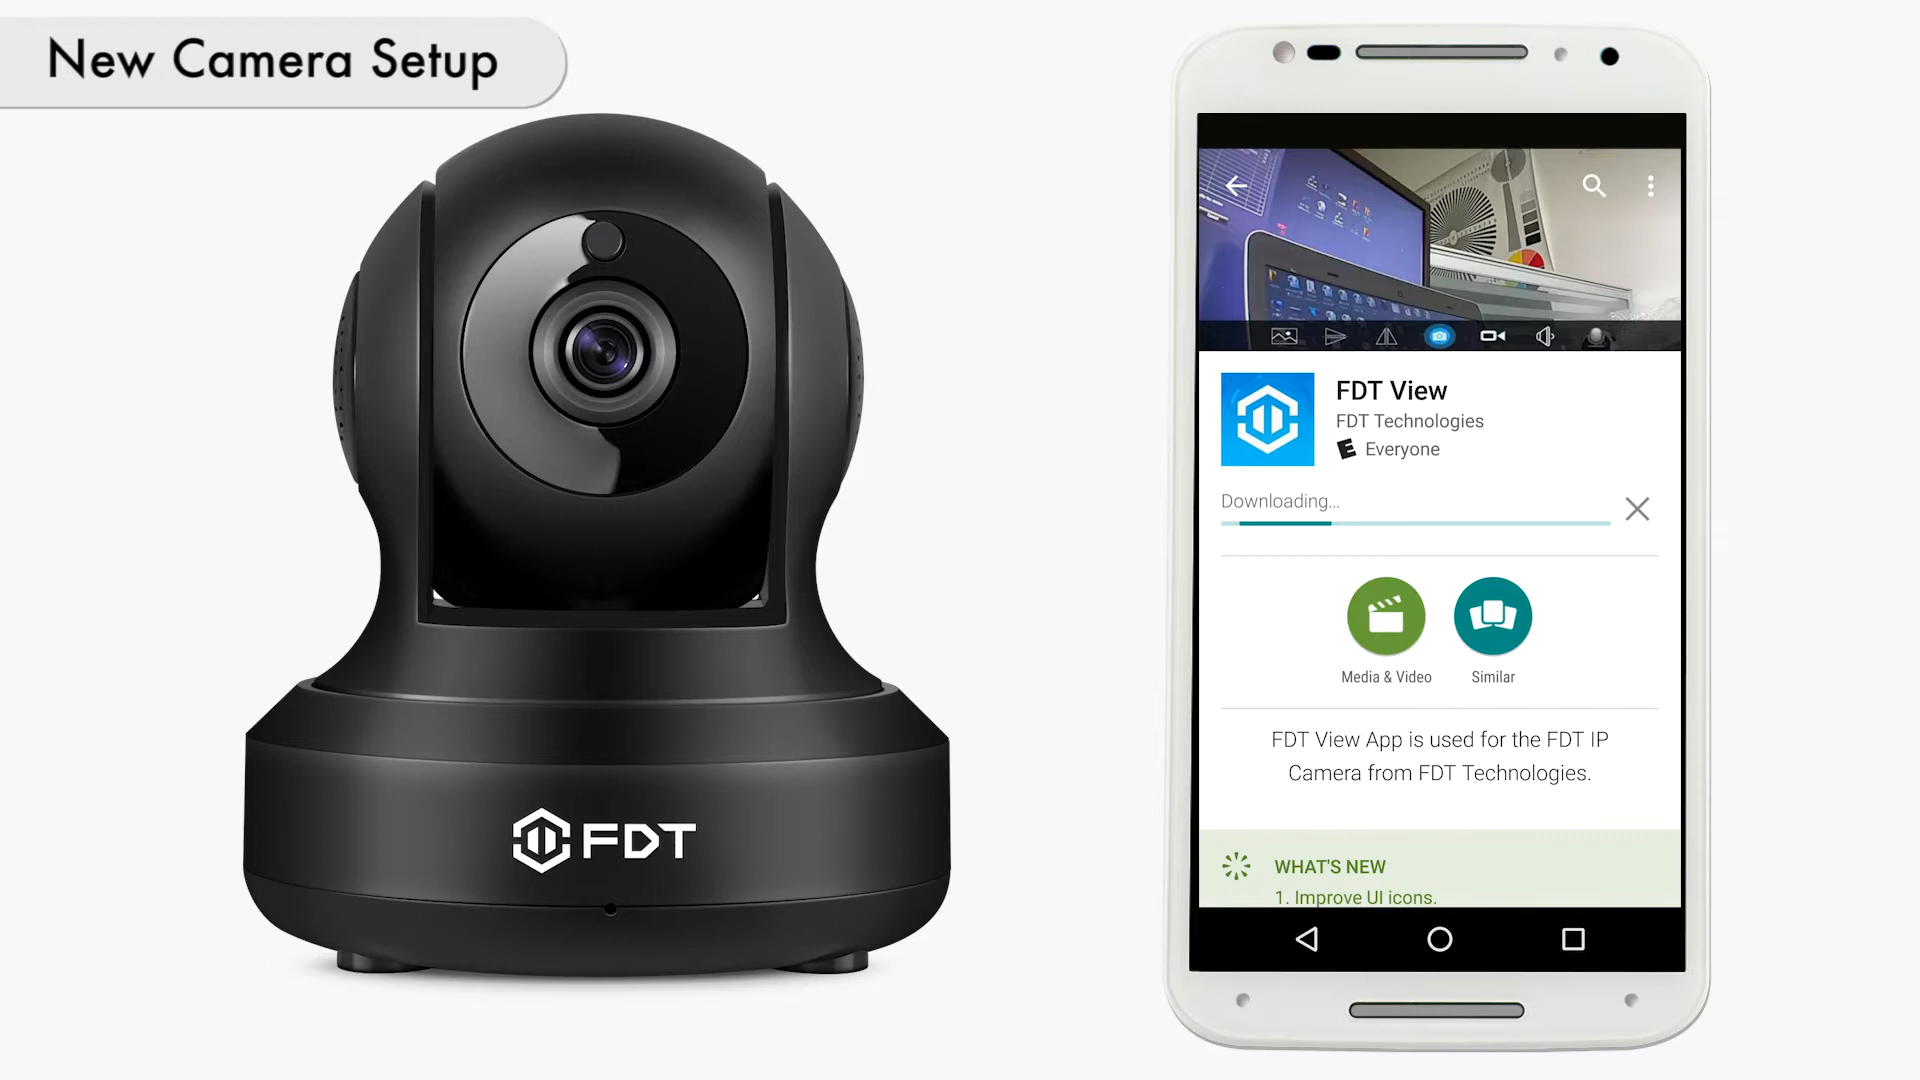 New Camera Setup
FDT
FDT View
FDT Technologies
E Everyone
Downloading...
Media & Video
Similar
FDT View App is used for the FDT IP
Camera from FDT Technologies.
WHAT'S NEW
1. Improve UI icons.